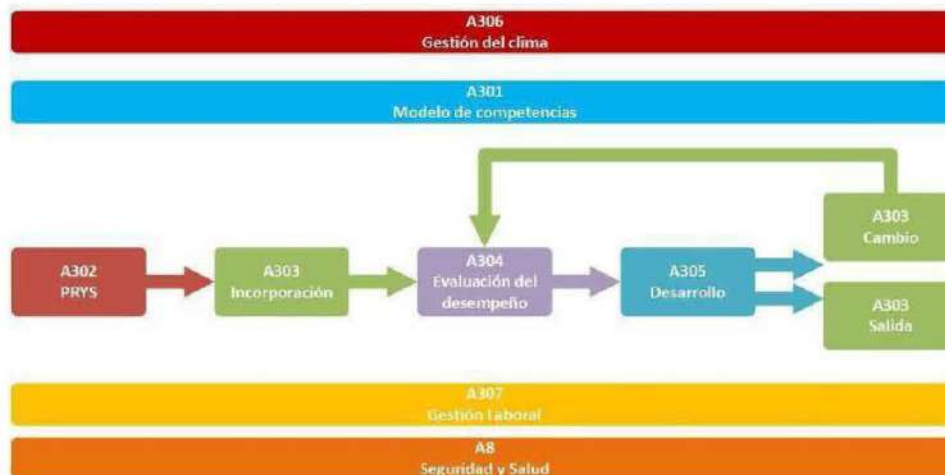 A306
Gestión del clima
A301
Modelo de competencias
A303
Cambio
A302
PRYS
A303
Incorporación
A304
Evaluación del
desempeño
A305
Desarrollo
A303
Salida
A307
Gestión Laboral
A8
Seguridad y Salud